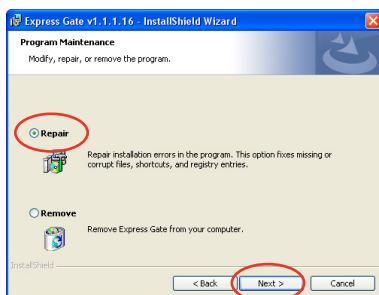 Express Gate v1.1.1.16 - InstallShield Wizard
Program Maintenance
Modify, repair, or remove the program.
Repair
Repair installation errors in the program. This option fixes missing or
corrupt files, shortcuts, and registry entries.
Remove
Remove Express Gate from your computer.
InstallShield
< Back Next > Cancel